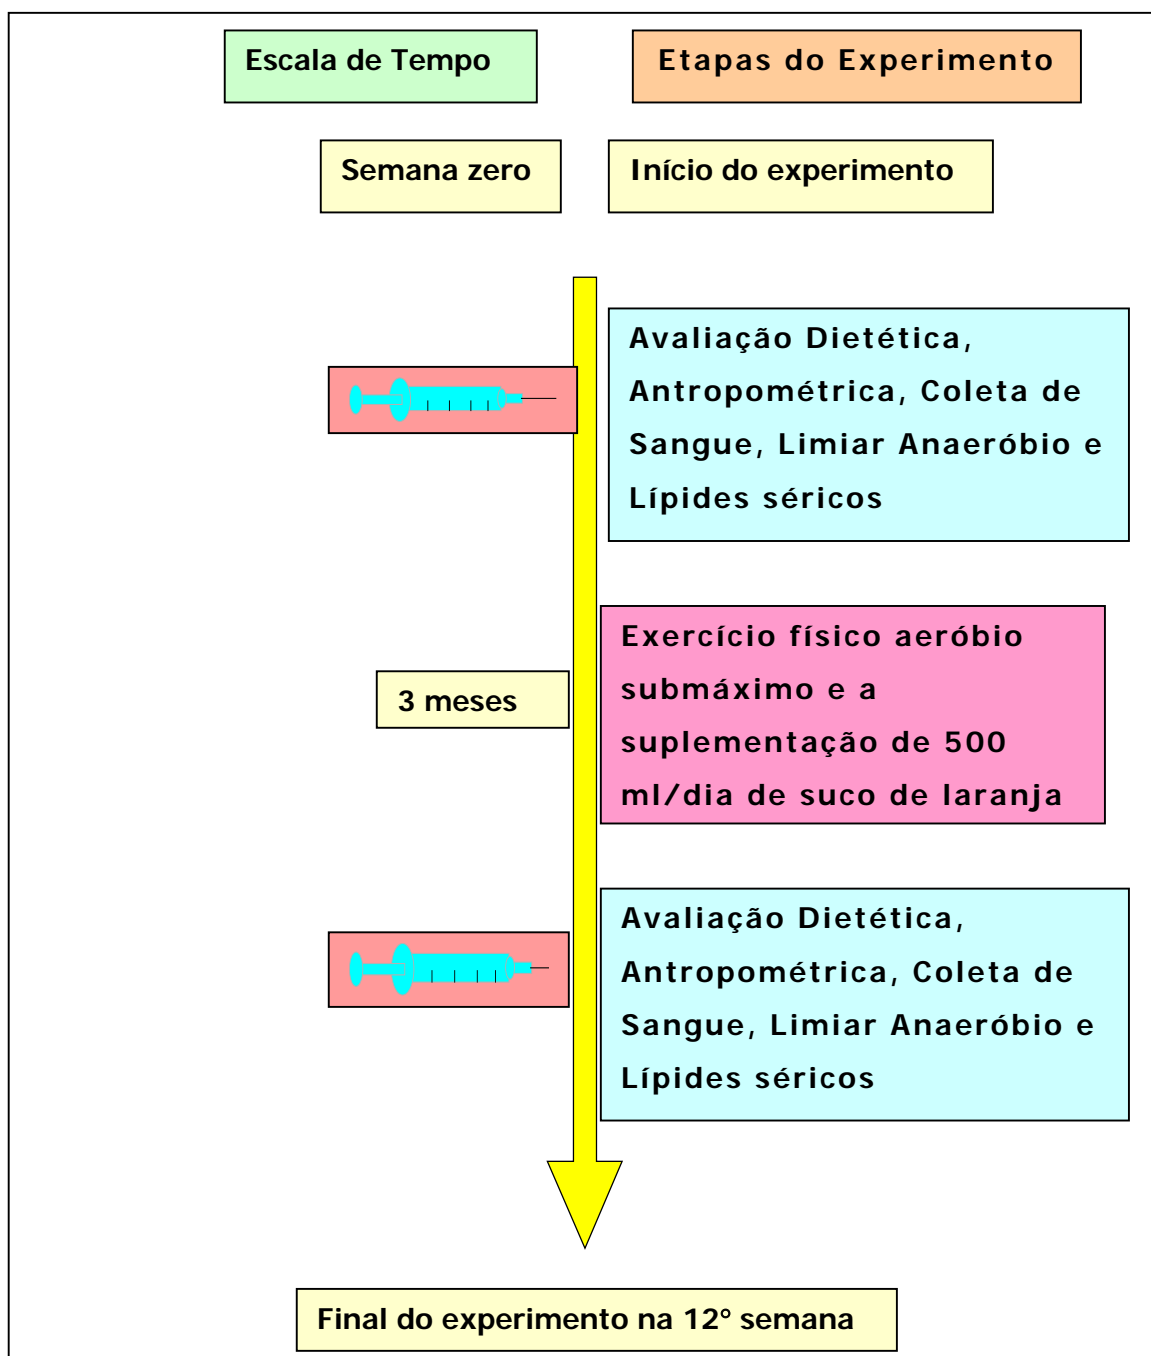 Escala de Tempo
Etapas do Experimento
Semana zero
Início do experimento
Avaliação Dietética,
Antropométrica, Coleta de
Sangue, Limiar Anaeróbio e
Lípides séricos
3 meses
Exercício físico aeróbio
submáximo e a
suplementação de 500
ml/dia de suco de laranja
Avaliação Dietética,
Antropométrica, Coleta de
Sangue, Limiar Anaeróbio e
Lípides séricos
Final do experimento na 12° semana